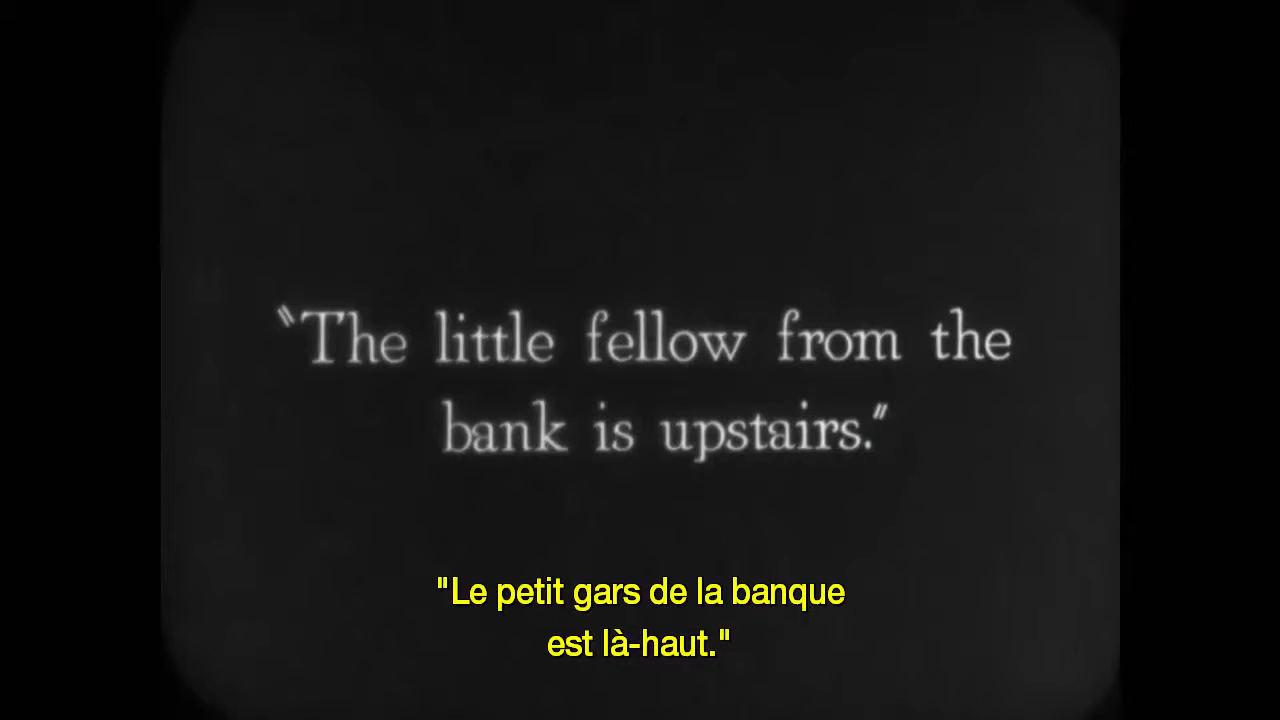 "The little fellow from the
bank is upstairs."
"Le petit gars de la banque
est là-haut."